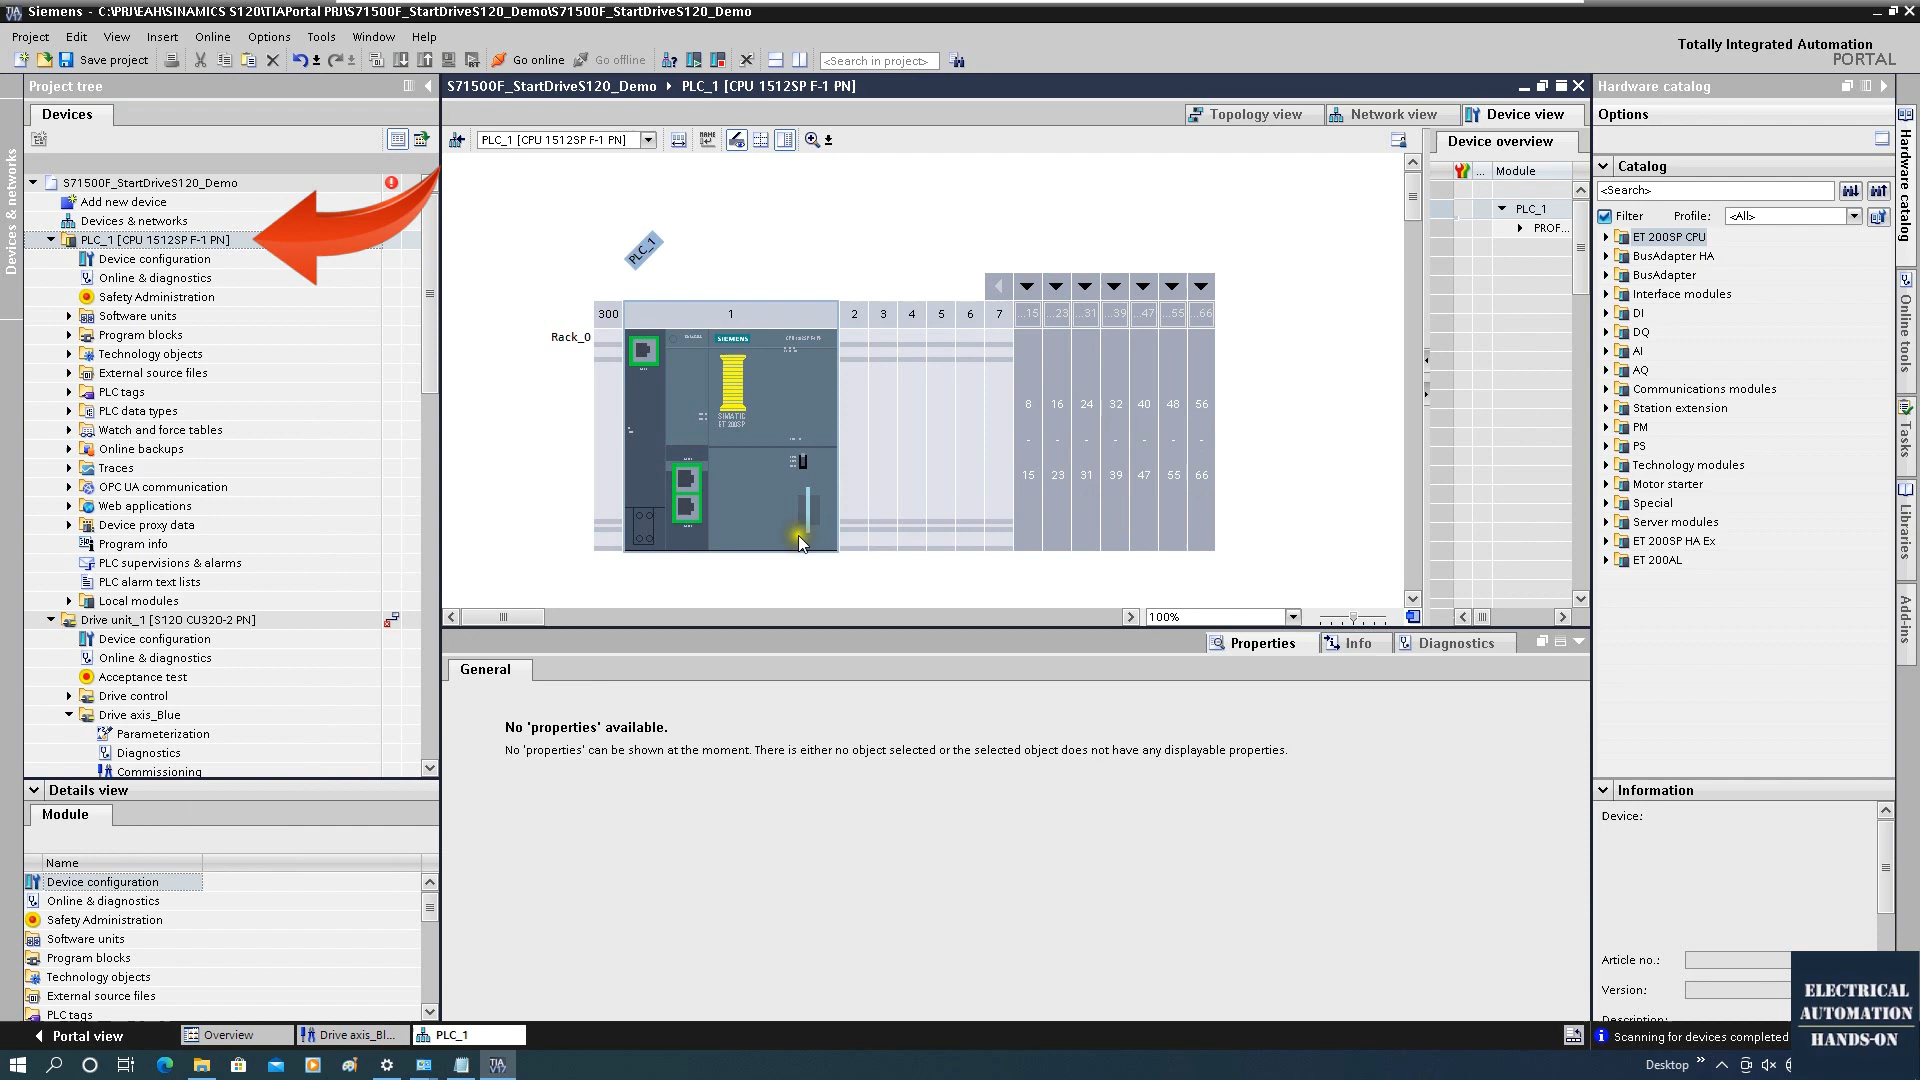 Siemens - C:\PRJ\EAH\SINAMICS S120\TIAPortal PRJ\S71500F_StartDriveS120_Demo\S71500F_StartDriveS120_Demo
Project Edit View Insert Online Options Tools Window Help
Totally Integrated Automation
PORTAL
Save project
Go online
Go offline
<Search in project>
Project tree
Devices
Devices & networks
S71500F_StartDriveS120_Demo
Add new device
Devices & networks
PLC_1 [CPU 1512SP F-1 PN]
Device configuration
Online & diagnostics
Safety Administration
Software units
Program blocks
Technology objects
External source files
PLC tags
PLC data types
Watch and force tables
Online backups
Traces
OPC UA communication
Web applications
Device proxy data
Program info
PLC supervisions & alarms
PLC alarm text lists
Local modules
Drive unit_1 [S120 CU320-2 PN]
Device configuration
Online & diagnostics
Acceptance test
Drive control
Drive axis_Blue
Parameterization
Diagnostics
Commissioning
Details view
Module
Name
Device configuration
Online & diagnostics
Safety Administration
Software units
Program blocks
Technology objects
External source files
PLC tags
S71500F_StartDriveS120_Demo
PLC_1 [CPU 1512SP F-1 PN]
Topology view
Network view
Device view
PLC_1 [CPU 1512SP F-1 PN]
PLC_1
Rack_0
300 1 2 3 4 5 6 7 ...15 ...23 ...31 ...39 ...47 ...55 ...66
SIEMENS
SIMATIC
ET 200SP
8 16 24 32 40 48 56
- - - - - - -
15 23 31 39 47 55 66
100%
Device overview
... Module
PLC_1
PROF...
Properties
Info
Diagnostics
General
No 'properties' available.
No 'properties' can be shown at the moment. There is either no object selected or the selected object does not have any displayable properties.
Hardware catalog
Options
Catalog
<Search>
Filter
Profile:
<All>
ET 200SP CPU
BusAdapter HA
BusAdapter
Interface modules
DI
DQ
AI
AQ
Communications modules
Station extension
PM
PS
Technology modules
Motor starter
Special
Server modules
ET 200SP HA Ex
ET 200AL
Information
Device:
Article no.:
Version:
Hardware catalog
Online tools
Tasks
Libraries
Add-ins
Portal view
Overview
Drive axis_Bl...
PLC_1
Scanning for devices completed
ELECTRICAL
AUTOMATION
HANDS-ON
Desktop